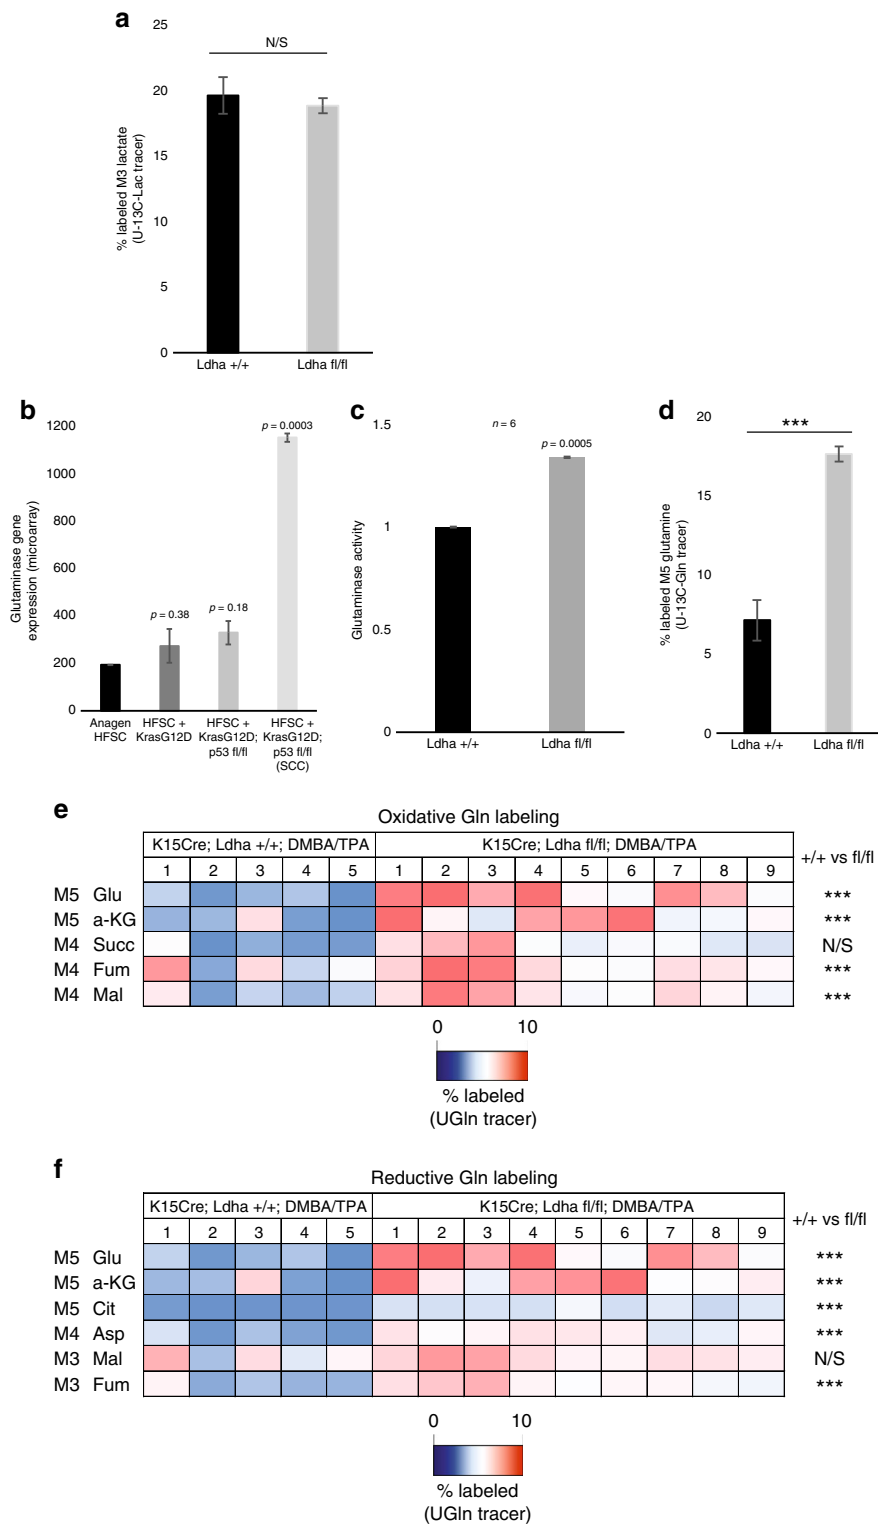 a
25
20
15
10
5
0
% labeled M3 lactate
(U-13C-Lac tracer)
N/S
Ldha +/+
Ldha fl/fl
b
1200
1000
800
600
400
200
0
Glutaminase gene
expression (microarray)
p = 0.38
p = 0.18
p = 0.0003
Anagen
HFSC
HFSC +
KrasG12D
HFSC +
KrasG12D;
p53 fl/fl
HFSC +
KrasG12D;
p53 fl/fl
(SCC)
c
1.5
1
0.5
0
Glutaminase activity
n = 6
p = 0.0005
Ldha +/+
Ldha fl/fl
d
20
15
10
5
0
% labeled M5 glutamine
(U-13C-Gln tracer)
***
Ldha +/+
Ldha fl/fl
e
Oxidative Gln labeling
K15Cre; Ldha +/+; DMBA/TPA K15Cre; Ldha fl/fl; DMBA/TPA
+/+ vs fl/fl
1 2 3 4 5 1 2 3 4 5 6 7 8 9
M5 Glu ***
M5 a-KG ***
M4 Succ N/S
M4 Fum ***
M4 Mal ***
0 10
% labeled
(UGln tracer)
f
Reductive Gln labeling
K15Cre; Ldha +/+; DMBA/TPA K15Cre; Ldha fl/fl; DMBA/TPA
+/+ vs fl/fl
1 2 3 4 5 1 2 3 4 5 6 7 8 9
M5 Glu ***
M5 a-KG ***
M5 Cit ***
M4 Asp ***
M3 Mal N/S
M3 Fum ***
0 10
% labeled
(UGln tracer)